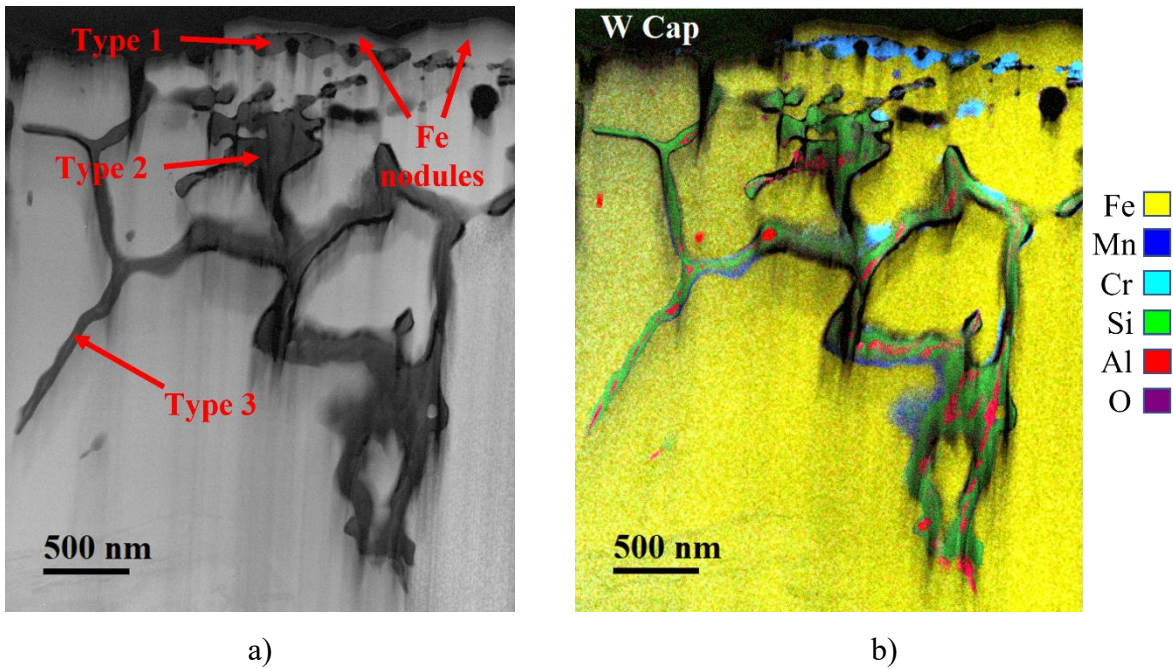 Type 1
Fe
nodules
Type 2
Type 3
500 nm
a)
W Cap
500 nm
b)
Fe
Mn
Cr
Si
Al
O